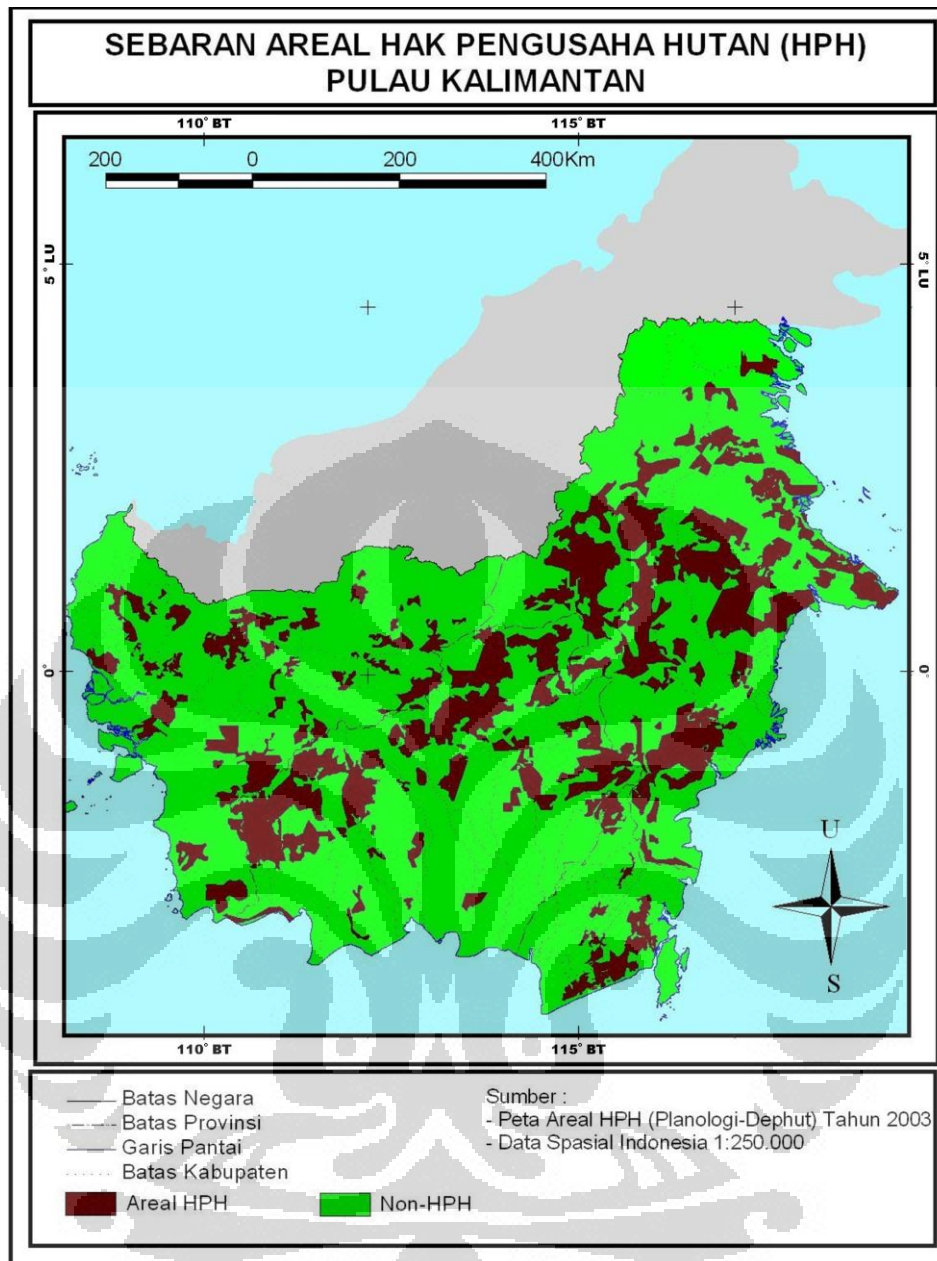 SEBARAN AREAL HAK PENGUSAHA HUTAN (HPH)
PULAU KALIMANTAN
110° BT
115° BT
200
0
200
400Km
5° LU
5° LU
0°
0°
U
S
110° BT
115° BT
Batas Negara
Batas Provinsi
Garis Pantai
Batas Kabupaten
Areal HPH
Non-HPH
Sumber :
- Peta Areal HPH (Planologi-Dephut) Tahun 2003
- Data Spasial Indonesia 1:250.000